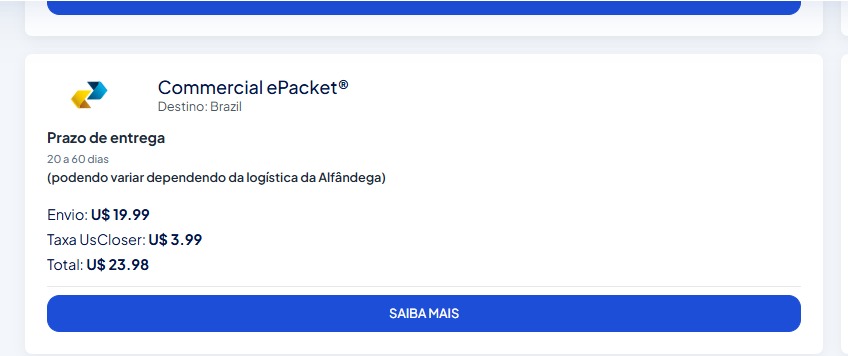 Commercial ePacket®
Destino: Brazil
Prazo de entrega
20 a 60 dias
(podendo variar dependendo da logística da Alfândega)
Envio: U$ 19.99
Taxa UsCloser: U$ 3.99
Total: U$ 23.98
SAIBA MAIS